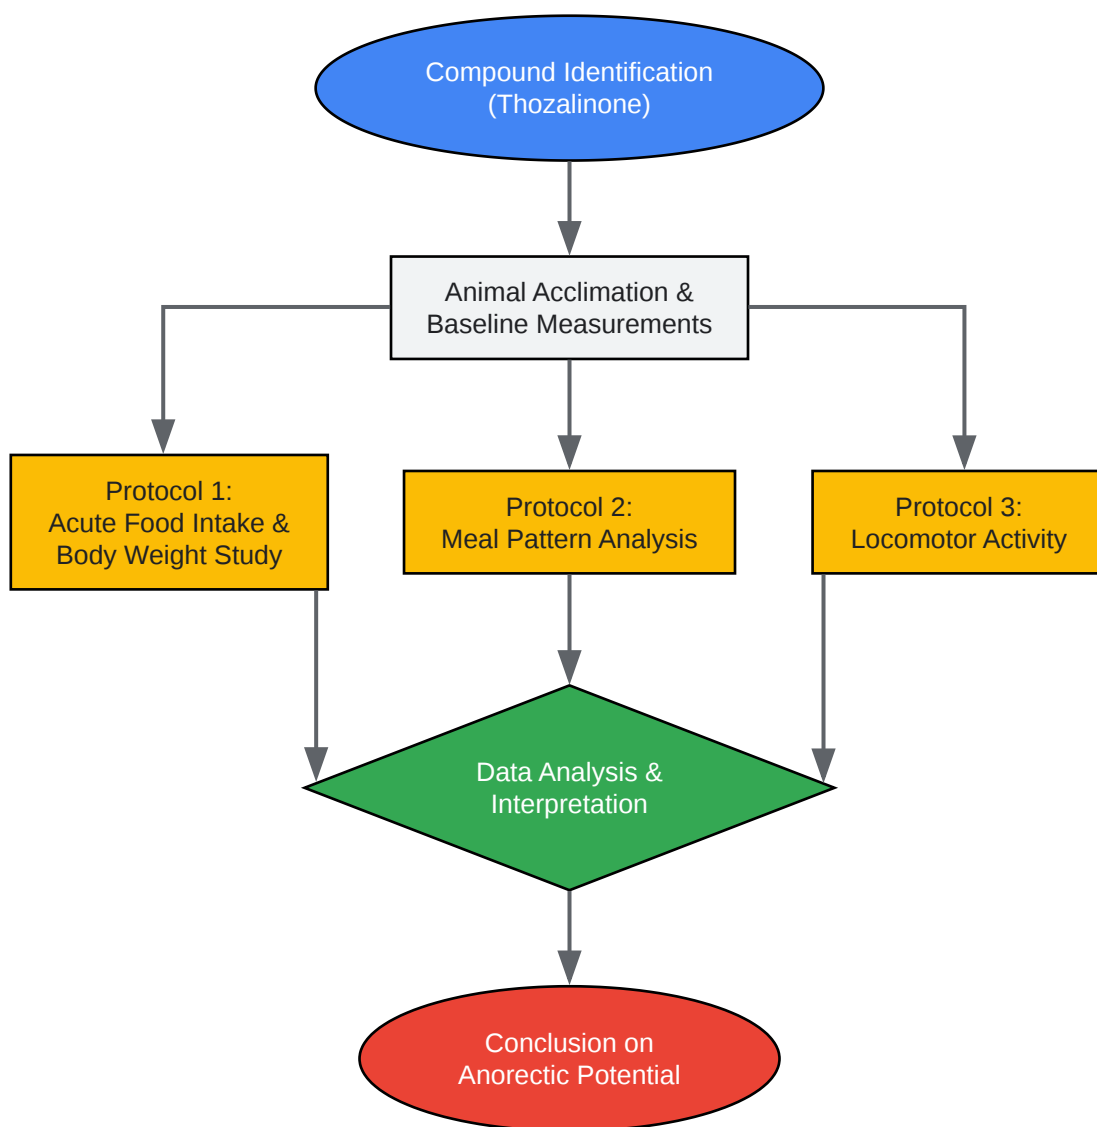 Compound Identification
(Thozalinone)
Animal Acclimation &
Baseline Measurements
Protocol 1:
Acute Food Intake &
Body Weight Study
Protocol 2:
Meal Pattern Analysis
Protocol 3:
Locomotor Activity
Data Analysis &
Interpretation
Conclusion on
Anorectic Potential